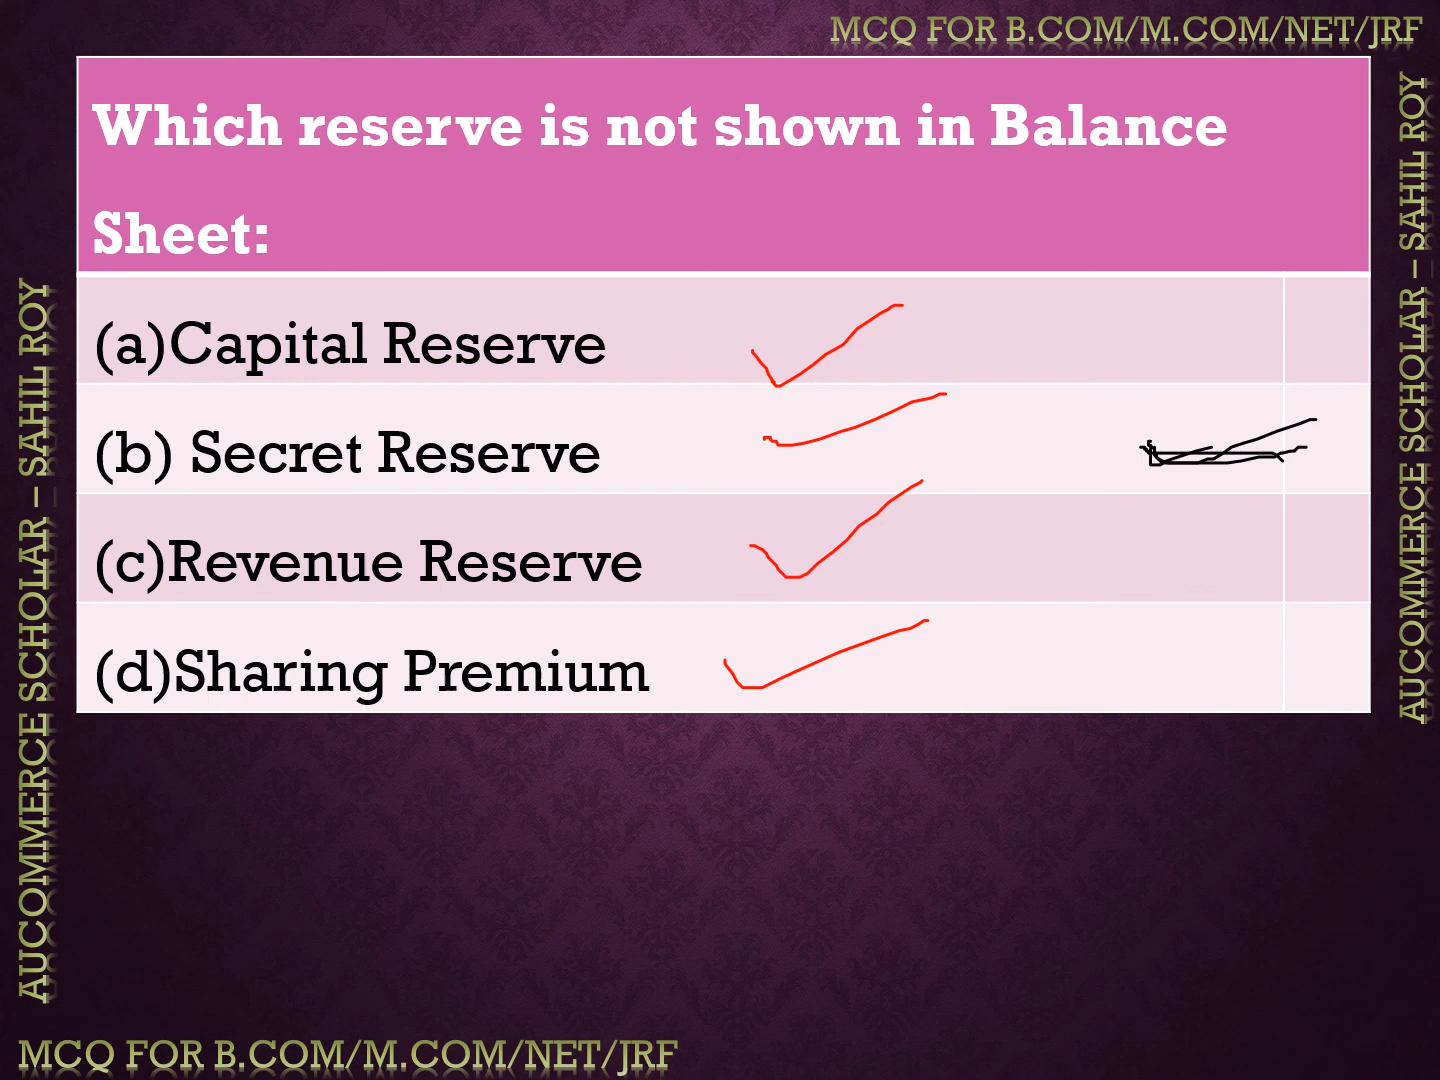 MCQ FOR B.COM/M.COM/NET/JRF
Which reserve is not shown in Balance
Sheet:
(a)Capital Reserve
(b) Secret Reserve
(c)Revenue Reserve
(d)Sharing Premium
AUCOMMERCE SCHOLAR – SAHIL ROY
AUCOMMERCE SCHOLAR – SAHIL ROY
MCQ FOR B.COM/M.COM/NET/JRF